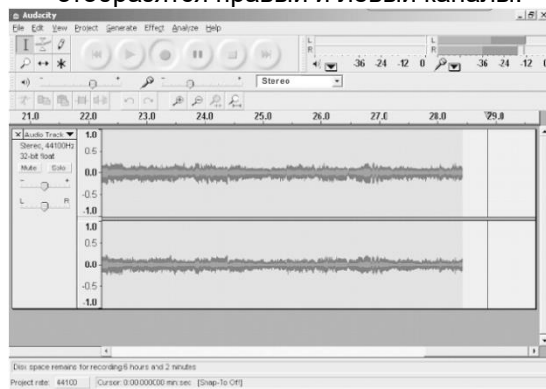 отобразятся правый и левый каналы.
Audacity
File Edit View Project Generate Effect Analyze Help
L
R
L
R
-36 -24 -12 0
-36 -24 -12 0
Stereo
21.0 22.0 23.0 24.0 25.0 26.0 27.0 28.0 29.0
Audio Track
Stereo, 44100Hz
32-bit float
Mute Solo
- +
L R
1.0
0.5
0.0
-0.5
-1.0
1.0
0.5
0.0
-0.5
-1.0
Disk space remains for recording 6 hours and 2 minutes
Project rate: 44100 Cursor: 0:00.000000 min:sec [Snap-To Off]